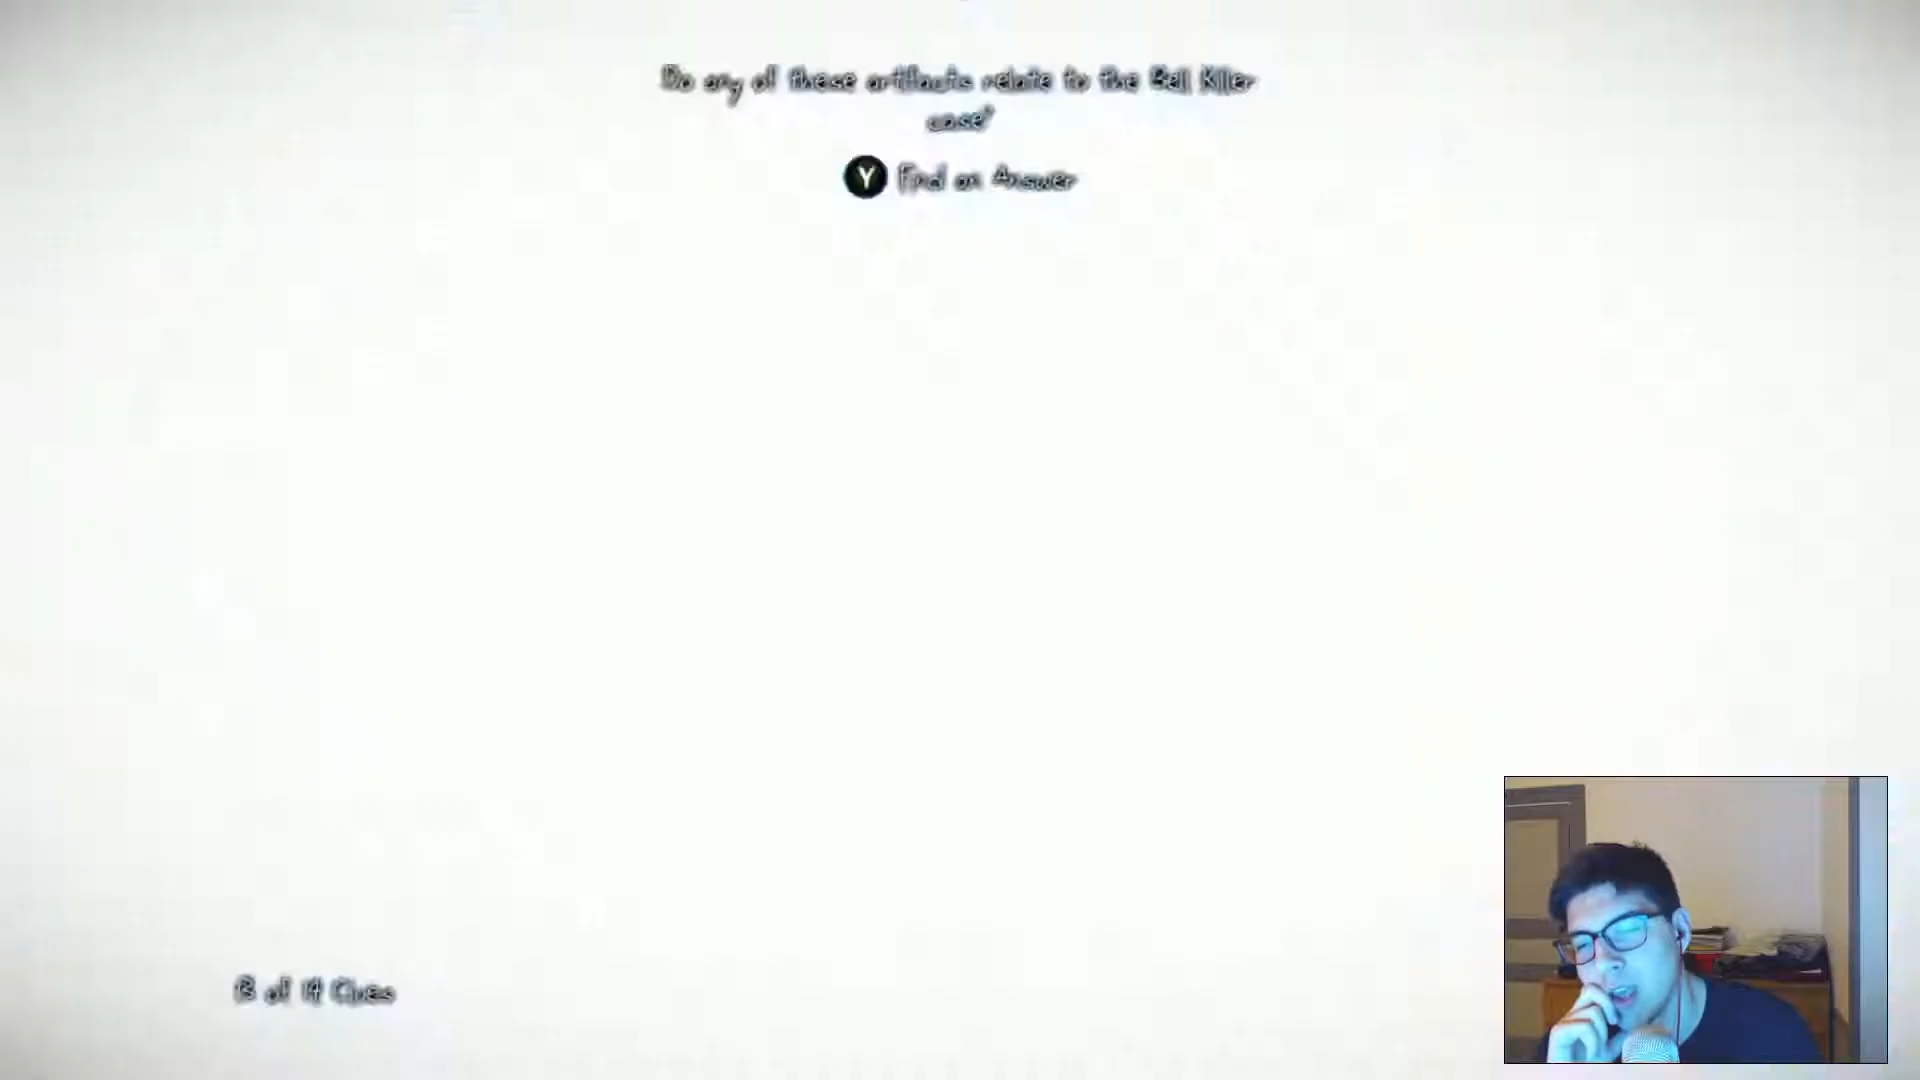 Do any of these artifacts relate to the Bell Killer
case?
Y Find an Answer
13 of 14 Clues